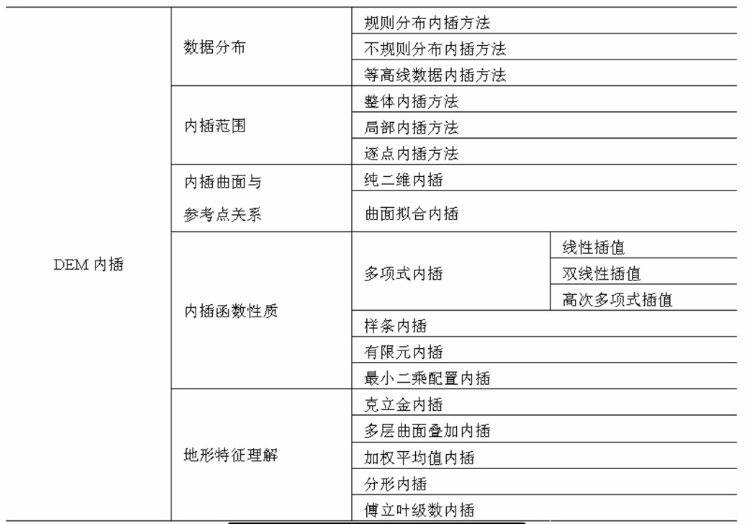 DEM 内插
数据分布
规则分布内插方法
不规则分布内插方法
等高线数据内插方法
内插范围
整体内插方法
局部内插方法
逐点内插方法
内插曲面与
参考点关系
纯二维内插
曲面拟合内插
内插函数性质
多项式内插
线性插值
双线性插值
高次多项式插值
样条内插
有限元内插
最小二乘配置内插
地形特征理解
克立金内插
多层曲面叠加内插
加权平均值内插
分形内插
傅立叶级数内插